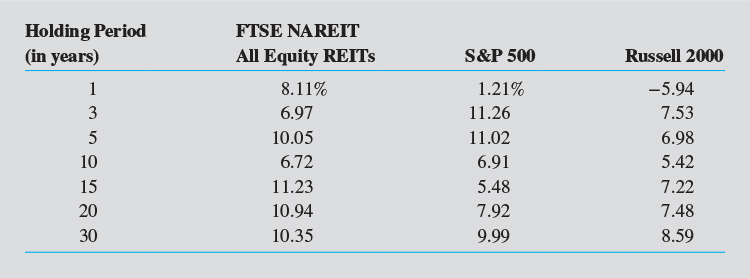 Holding Period FTSE NAREIT
(in years) All Equity REITs S&P 500 Russell 2000
1 8.11% 1.21% −5.94
3 6.97 11.26 7.53
5 10.05 11.02 6.98
10 6.72 6.91 5.42
15 11.23 5.48 7.22
20 10.94 7.92 7.48
30 10.35 9.99 8.59